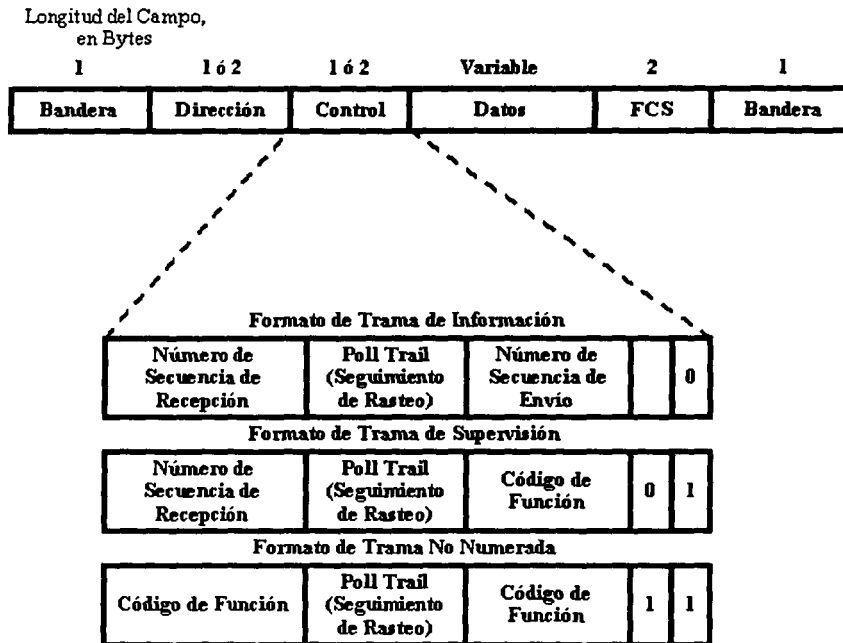 Longitud del Campo,
en Bytes
1 1 ó 2 1 ó 2 Variable 2 1
Bandera Dirección Control Datos FCS Bandera
Formato de Trama de Información
Número de Secuencia de Recepción
Poll Trail (Seguimiento de Rasteo)
Número de Secuencia de Envío
0
Formato de Trama de Supervisión
Número de Secuencia de Recepción
Poll Trail (Seguimiento de Rasteo)
Código de Función
0 1
Formato de Trama No Numerada
Código de Función
Poll Trail (Seguimiento de Rasteo)
Código de Función
1 1